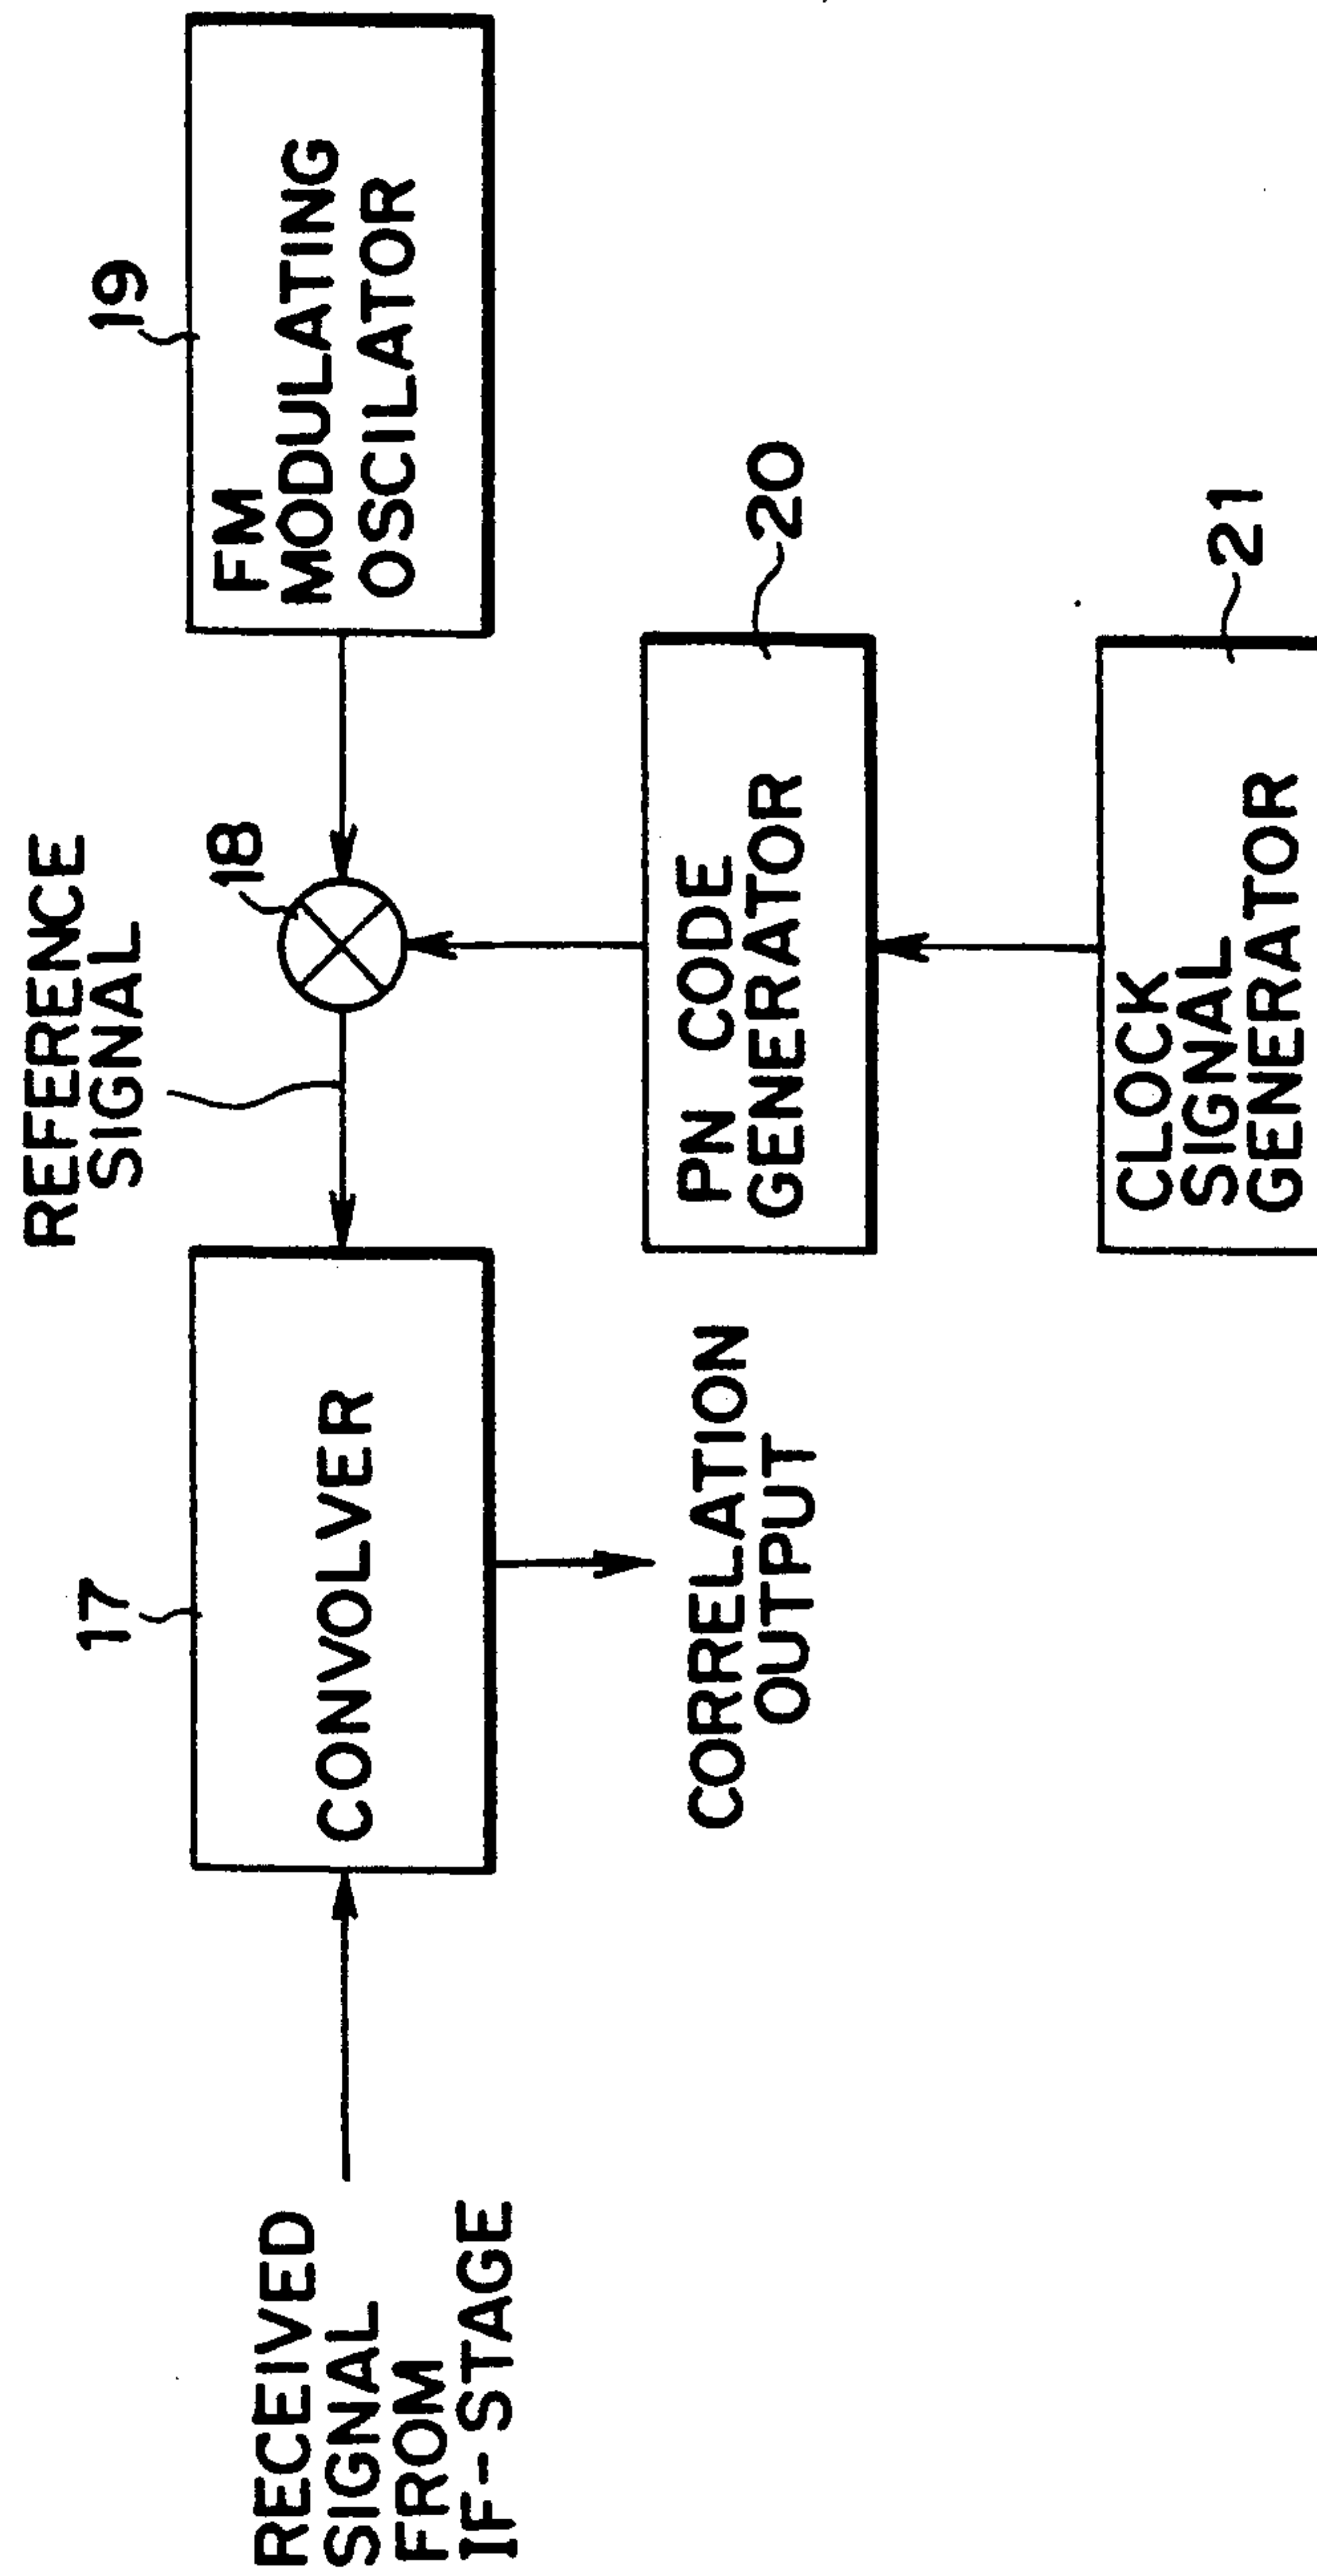 REFERENCE
SIGNAL
17
18
19
RECEIVED
SIGNAL
FROM
IF-STAGE
CONVOLVER
FM
MODULATING
OSCILATOR
CORRELATION
OUTPUT
PN CODE
GENERATOR
20
CLOCK
SIGNAL
GENERATOR
21